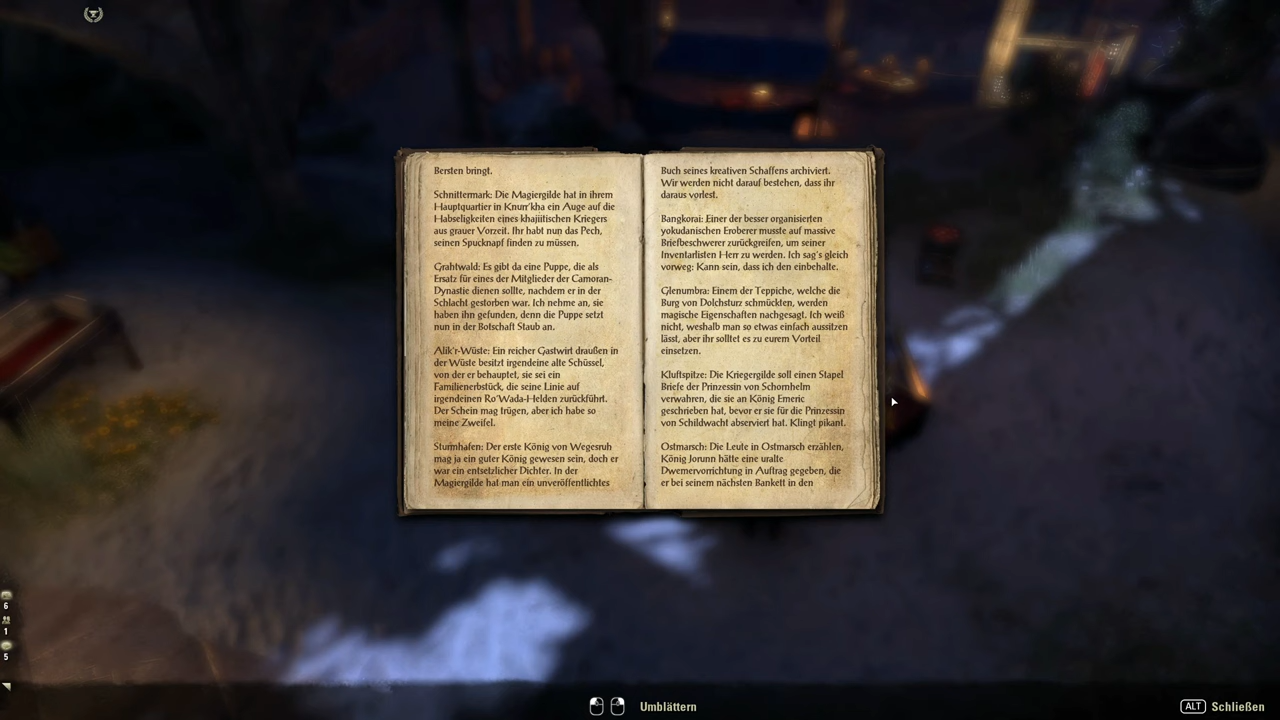 Bersten bringt.
Schnittermark: Die Magiergilde hat in ihrem
Hauptquartier in Knurr'kha ein Auge auf die
Habseligkeiten eines khajiitischen Kriegers
aus grauer Vorzeit. Ihr habt nun das Pech,
seinen Spucknapf finden zu müssen.
Grahtwald: Es gibt da eine Puppe, die als
Ersatz für eines der Mitglieder der Camoran-
Dynastie dienen sollte, nachdem er in der
Schlacht gestorben war. Ich nehme an, sie
haben ihn gefunden, denn die Puppe setzt
nun in der Botschaft Staub an.
Alik'r-Wüste: Ein reicher Gastwirt draußen in
der Wüste besitzt irgendeine alte Schüssel,
von der er behauptet, sie sei ein
Familienerbstück, die seine Linie auf
irgendeinen Ro'Wada-Helden zurückführt.
Der Schein mag trügen, aber ich habe so
meine Zweifel.
Sturmhafen: Der erste König von Wegesruh
mag ja ein guter König gewesen sein, doch er
war ein entsetzlicher Dichter. In der
Magiergilde hat man ein unveröffentlichtes
Buch seines kreativen Schaffens archiviert.
Wir werden nicht darauf bestehen, dass ihr
daraus vorlest.
Bangkorai: Einer der besser organisierten
yokudanischen Eroberer musste auf massive
Briefbeschwerer zurückgreifen, um seiner
Inventarlisten Herr zu werden. Ich sag's gleich
vorweg: Kann sein, dass ich den einbehalte.
Glenumbra: Einem der Teppiche, welche die
Burg von Dolchsturz schmückten, werden
magische Eigenschaften nachgesagt. Ich weiß
nicht, weshalb man so etwas einfach aussitzen
lässt, aber ihr solltet es zu eurem Vorteil
einsetzen.
Kluftspitze: Die Kriegergilde soll einen Stapel
Briefe der Prinzessin von Schornhelm
verwahren, die sie an König Emeric
geschrieben hat, bevor er sie für die Prinzessin
von Schildwacht abserviert hat. Klingt pikant.
Ostmarsch: Die Leute in Ostmarsch erzählen,
König Jorunn hätte eine uralte
Dwemervorrichtung in Auftrag gegeben, die
er bei seinem nächsten Bankett in den
6
1
5
Umblättern
ALT Schließen